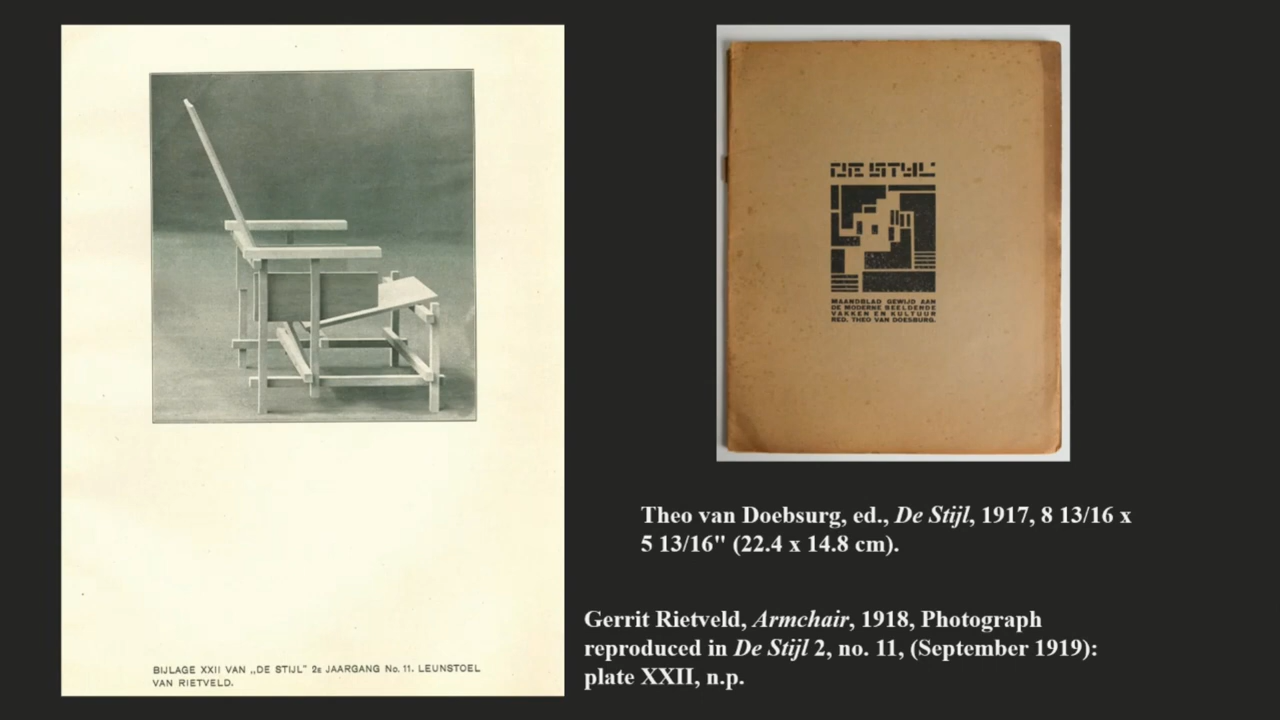 BIJLAGE XXII VAN „DE STIJL" 2E JAARGANG No. 11. LEUNSTOEL
VAN RIETVELD.
DE STIJL
MAANDBLAD GEWIJD AAN
DE MODERNE BEELDENDE
VAKKEN EN KULTUUR
RED. THEO VAN DOESBURG.
Theo van Doebsurg, ed., De Stijl, 1917, 8 13/16 x
5 13/16" (22.4 x 14.8 cm).
Gerrit Rietveld, Armchair, 1918, Photograph
reproduced in De Stijl 2, no. 11, (September 1919):
plate XXII, n.p.